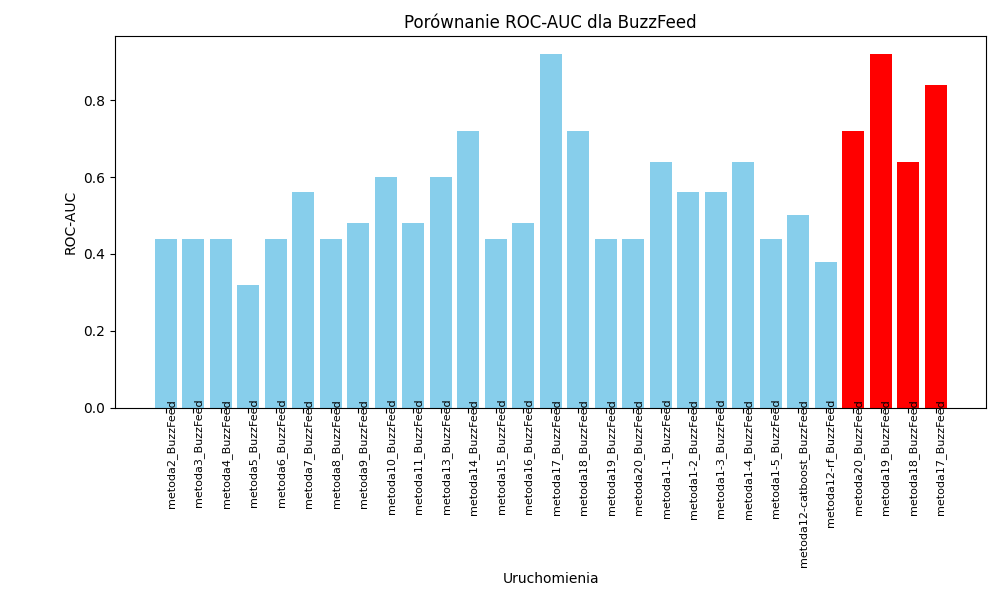 Porównanie ROC-AUC dla BuzzFeed
ROC-AUC
0.8
0.6
0.4
0.2
0.0
metoda2_BuzzFeed
metoda3_BuzzFeed
metoda4_BuzzFeed
metoda5_BuzzFeed
metoda6_BuzzFeed
metoda7_BuzzFeed
metoda8_BuzzFeed
metoda9_BuzzFeed
metoda10_BuzzFeed
metoda11_BuzzFeed
metoda13_BuzzFeed
metoda14_BuzzFeed
metoda15_BuzzFeed
metoda16_BuzzFeed
metoda17_BuzzFeed
metoda18_BuzzFeed
metoda19_BuzzFeed
metoda20_BuzzFeed
metoda1-1_BuzzFeed
metoda1-2_BuzzFeed
metoda1-3_BuzzFeed
metoda1-4_BuzzFeed
metoda1-5_BuzzFeed
metoda12-catboost_BuzzFeed
metoda12-rf_BuzzFeed
metoda20_BuzzFeed
metoda19_BuzzFeed
metoda18_BuzzFeed
metoda17_BuzzFeed
Uruchomienia